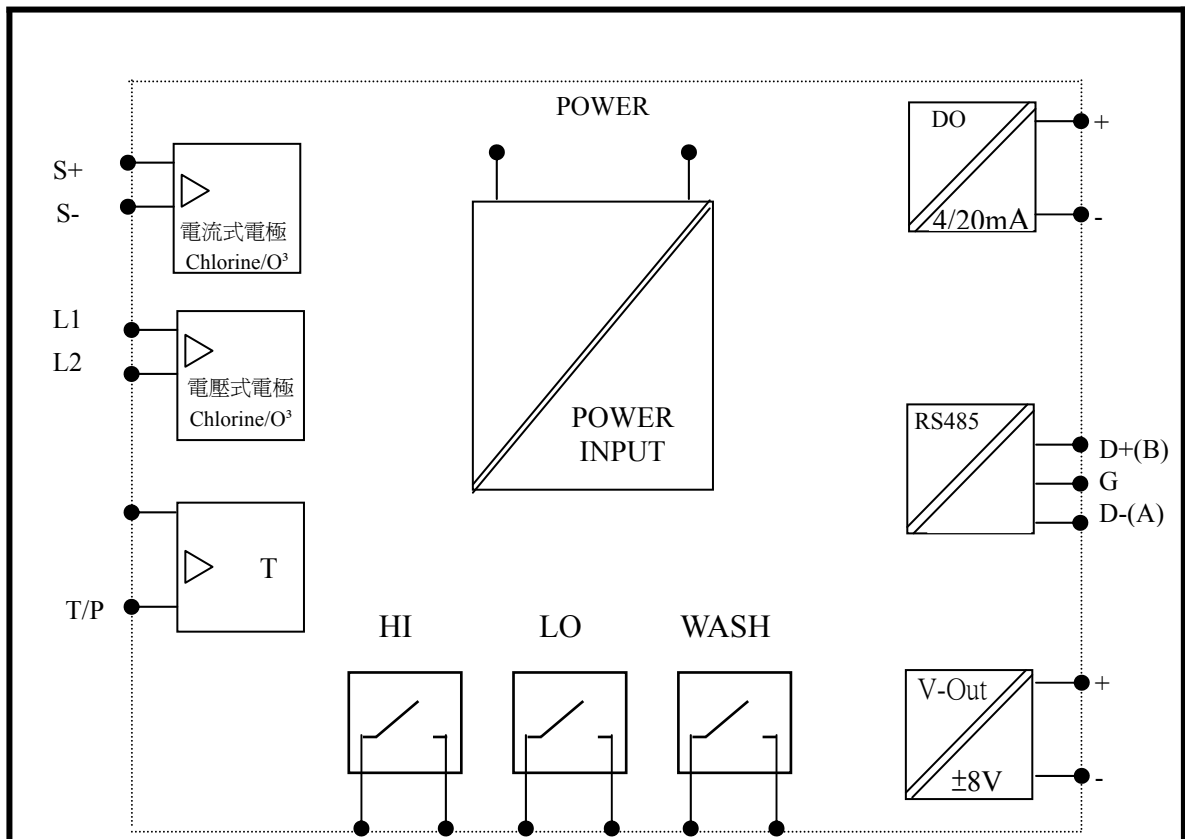 POWER
DO
+
4/20mA
-
S+
S-
電流式電極
Chlorine/O³
L1
L2
電壓式電極
Chlorine/O³
POWER
INPUT
RS485
D+(B)
G
D-(A)
T
T/P
HI
LO
WASH
V-Out
+
±8V
-